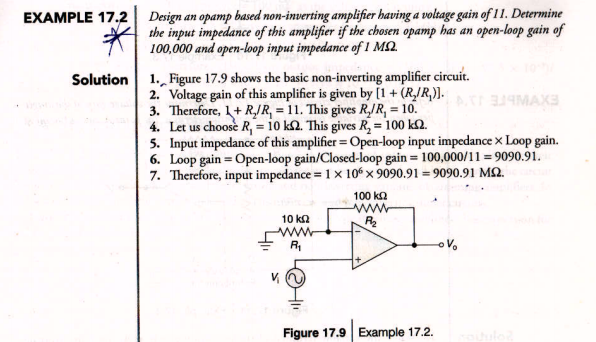 EXAMPLE 17.2
Design an opamp based non-inverting amplifier having a voltage gain of 11. Determine
the input impedance of this amplifier if the chosen opamp has an open-loop gain of
100,000 and open-loop input impedance of 1 MΩ.
Solution
1. Figure 17.9 shows the basic non-inverting amplifier circuit.
2. Voltage gain of this amplifier is given by [1 + (R₂/R₁)].
3. Therefore, 1 + R₂/R₁ = 11. This gives R₂/R₁ = 10.
4. Let us choose R₁ = 10 kΩ. This gives R₂ = 100 kΩ.
5. Input impedance of this amplifier = Open-loop input impedance × Loop gain.
6. Loop gain = Open-loop gain/Closed-loop gain = 100,000/11 = 9090.91.
7. Therefore, input impedance = 1 × 10⁶ × 9090.91 = 9090.91 MΩ.
100 kΩ
R₂
10 kΩ
R₁
−
+
Vₒ
Vᵢ
Figure 17.9 Example 17.2.